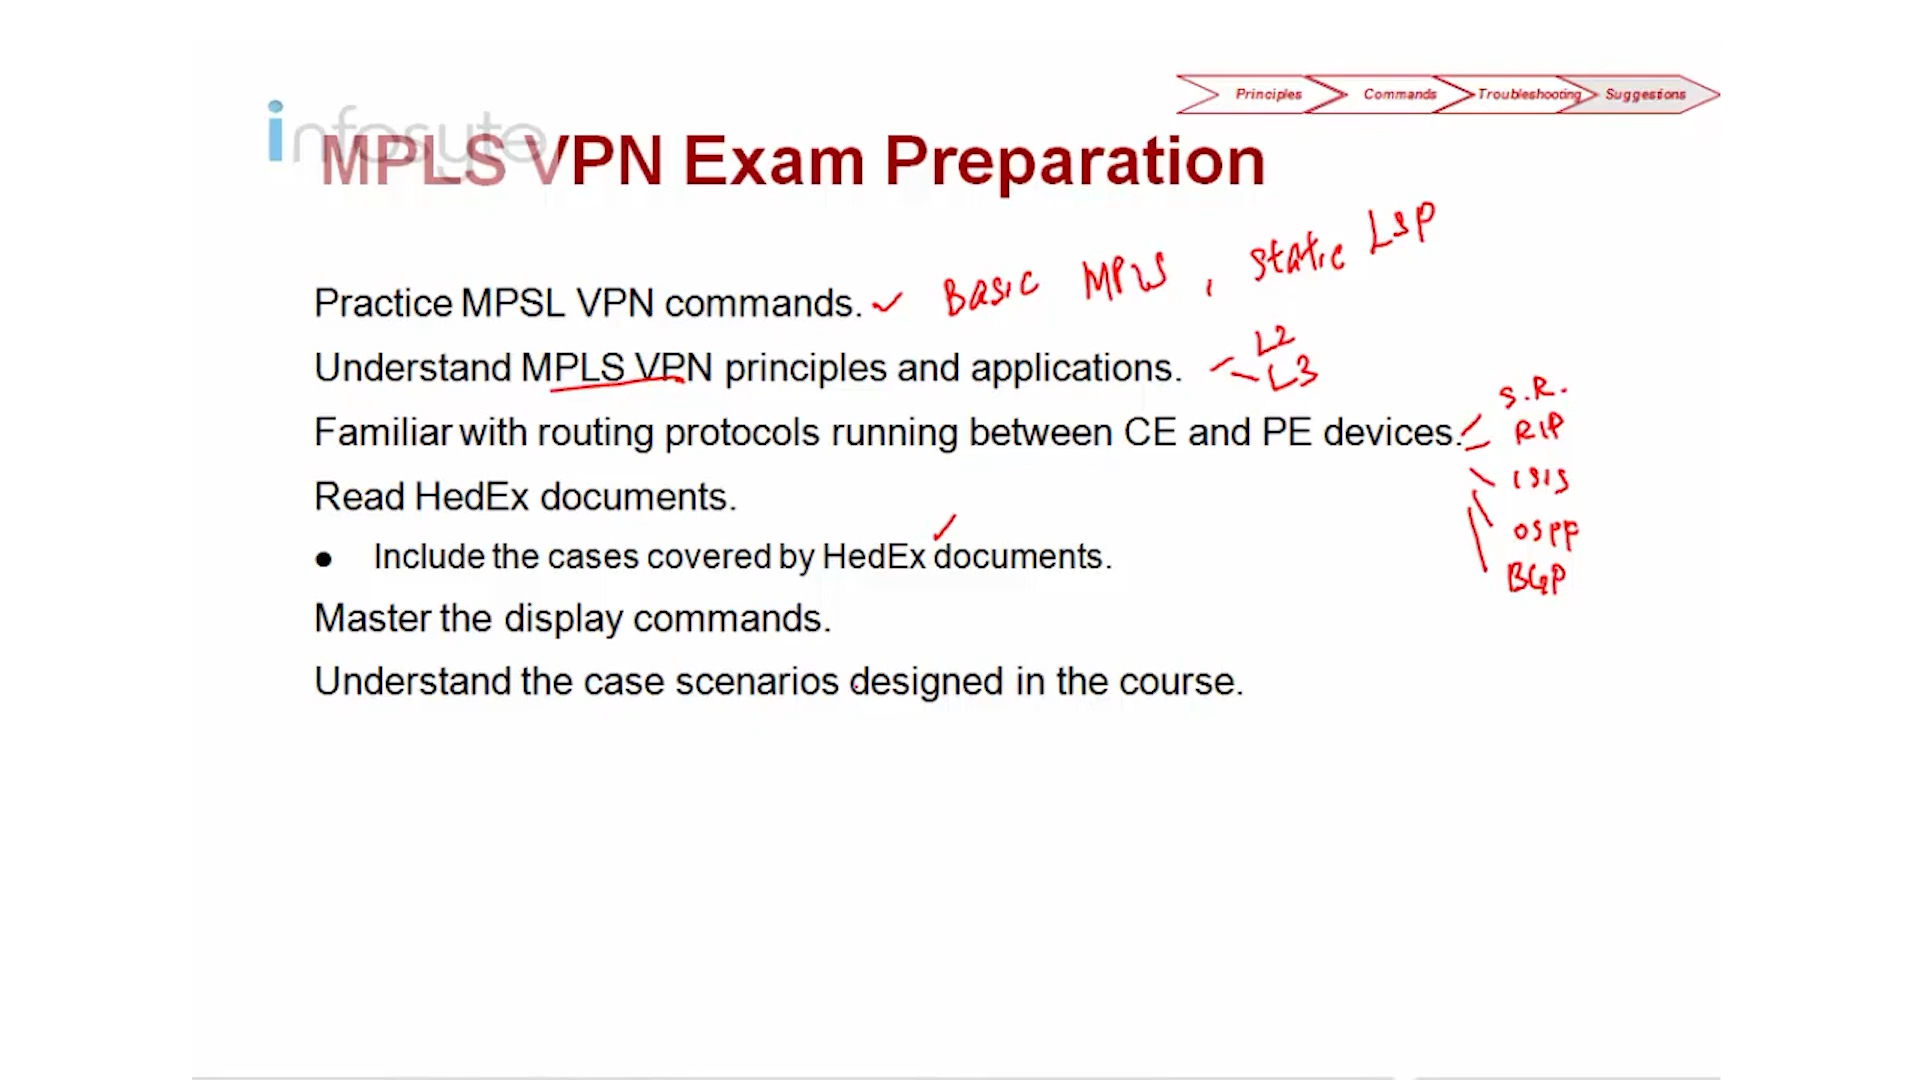 Principles Commands Troubleshooting Suggestions
infosyte
MPLS VPN Exam Preparation
Practice MPSL VPN commands. Basic MPLS, Static LSP
Understand MPLS VPN principles and applications. L2
L3
S.R.
Familiar with routing protocols running between CE and PE devices. RIP
ISIS
Read HedEx documents.
OSPF
• Include the cases covered by HedEx documents.
BGP
Master the display commands.
Understand the case scenarios designed in the course.